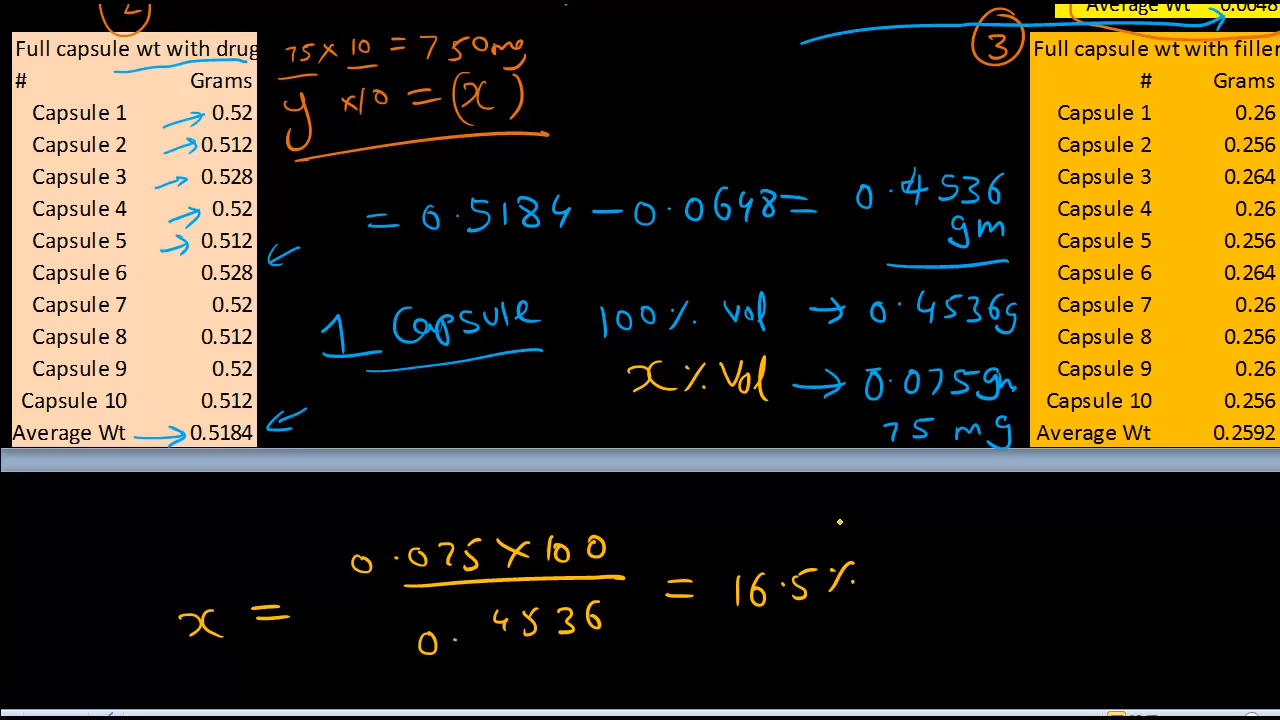 2
Full capsule wt with drug
# Grams
Capsule 1 0.52
Capsule 2 0.512
Capsule 3 0.528
Capsule 4 0.52
Capsule 5 0.512
Capsule 6 0.528
Capsule 7 0.52
Capsule 8 0.512
Capsule 9 0.52
Capsule 10 0.512
Average Wt → 0.5184
75 × 10 = 750mg
y ×10 = (x)
= 0.5184 − 0.0648 = 0.4536
gm
1 Capsule 100% Vol → 0.4536g
x % Vol → 0.075gm
75 mg
Average Wt 0.0648
3
Full capsule wt with filler
# Grams
Capsule 1 0.26
Capsule 2 0.256
Capsule 3 0.264
Capsule 4 0.26
Capsule 5 0.256
Capsule 6 0.264
Capsule 7 0.26
Capsule 8 0.256
Capsule 9 0.26
Capsule 10 0.256
Average Wt 0.2592
0.075 × 100
x = = 16.5%
0.4536